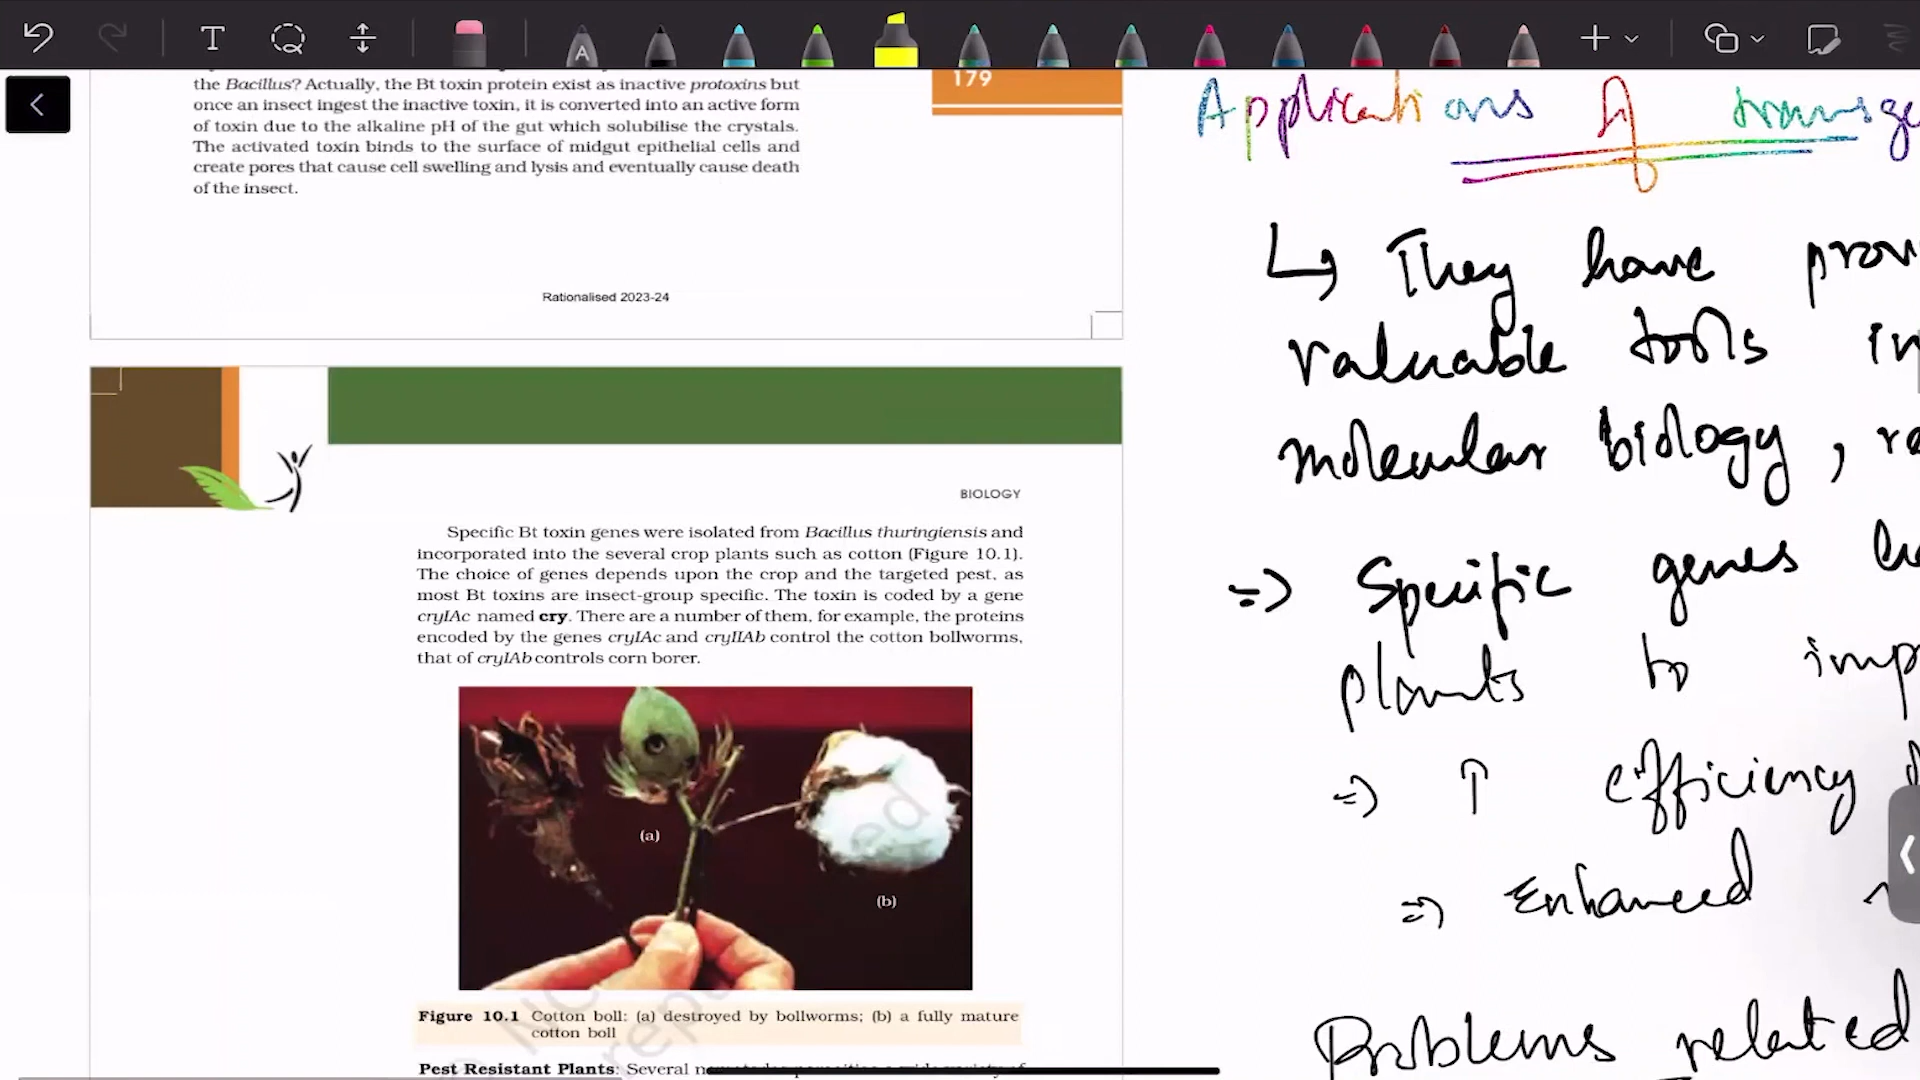 T
A
the Bacillus? Actually, the Bt toxin protein exist as inactive protoxins but
once an insect ingest the inactive toxin, it is converted into an active form
of toxin due to the alkaline pH of the gut which solubilise the crystals.
The activated toxin binds to the surface of midgut epithelial cells and
create pores that cause cell swelling and lysis and eventually cause death
of the insect.
179
Rationalised 2023-24
BIOLOGY
Specific Bt toxin genes were isolated from Bacillus thuringiensis and
incorporated into the several crop plants such as cotton (Figure 10.1).
The choice of genes depends upon the crop and the targeted pest, as
most Bt toxins are insect-group specific. The toxin is coded by a gene
cryIAc named cry. There are a number of them, for example, the proteins
encoded by the genes cryIAc and cryIIAb control the cotton bollworms,
that of cryIAb controls corn borer.
(a)
(b)
Figure 10.1 Cotton boll: (a) destroyed by bollworms; (b) a fully mature
cotton boll
Pest Resistant Plants: Several
Applications of transge
↳ They have prov
valuable tools in
molecular biology, re
=> Specific genes
plants to imp
=> ↑ efficiency
=> Enhanced
Problems related